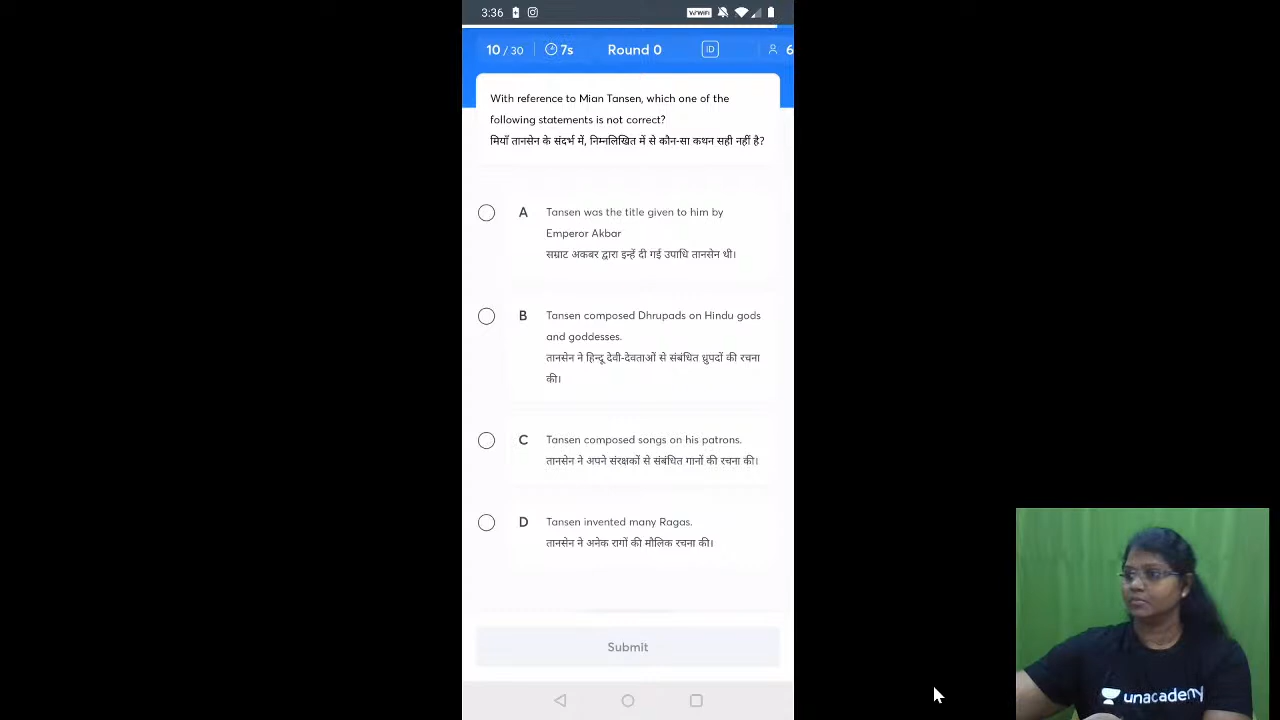 3:36
10 / 30
7s
Round 0
ID
6
With reference to Mian Tansen, which one of the
following statements is not correct?
मियाँ तानसेन के संदर्भ में, निम्नलिखित में से कौन-सा कथन सही नहीं है?
A
Tansen was the title given to him by
Emperor Akbar
सम्राट अकबर द्वारा इन्हें दी गई उपाधि तानसेन थी।
B
Tansen composed Dhrupads on Hindu gods
and goddesses.
तानसेन ने हिन्दू देवी-देवताओं से संबंधित ध्रुपदों की रचना
की।
C
Tansen composed songs on his patrons.
तानसेन ने अपने संरक्षकों से संबंधित गानों की रचना की।
D
Tansen invented many Ragas.
तानसेन ने अनेक रागों की मौलिक रचना की।
Submit
unacademy